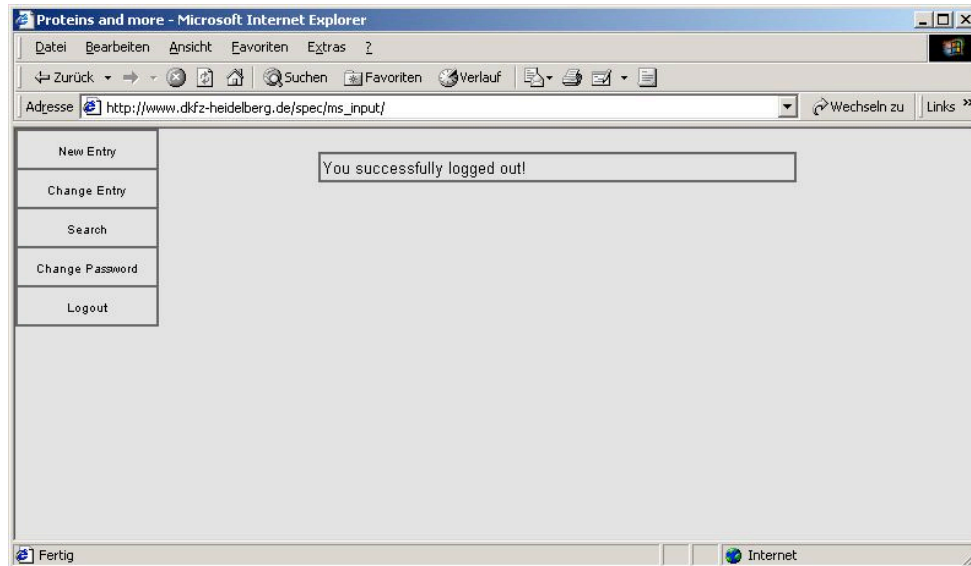 Proteins and more - Microsoft Internet Explorer
Datei Bearbeiten Ansicht Favoriten Extras ?
Zurück Suchen Favoriten Verlauf
Adresse http://www.dkfz-heidelberg.de/spec/ms_input/ Wechseln zu Links »
New Entry
You successfully logged out!
Change Entry
Search
Change Password
Logout
Fertig Internet